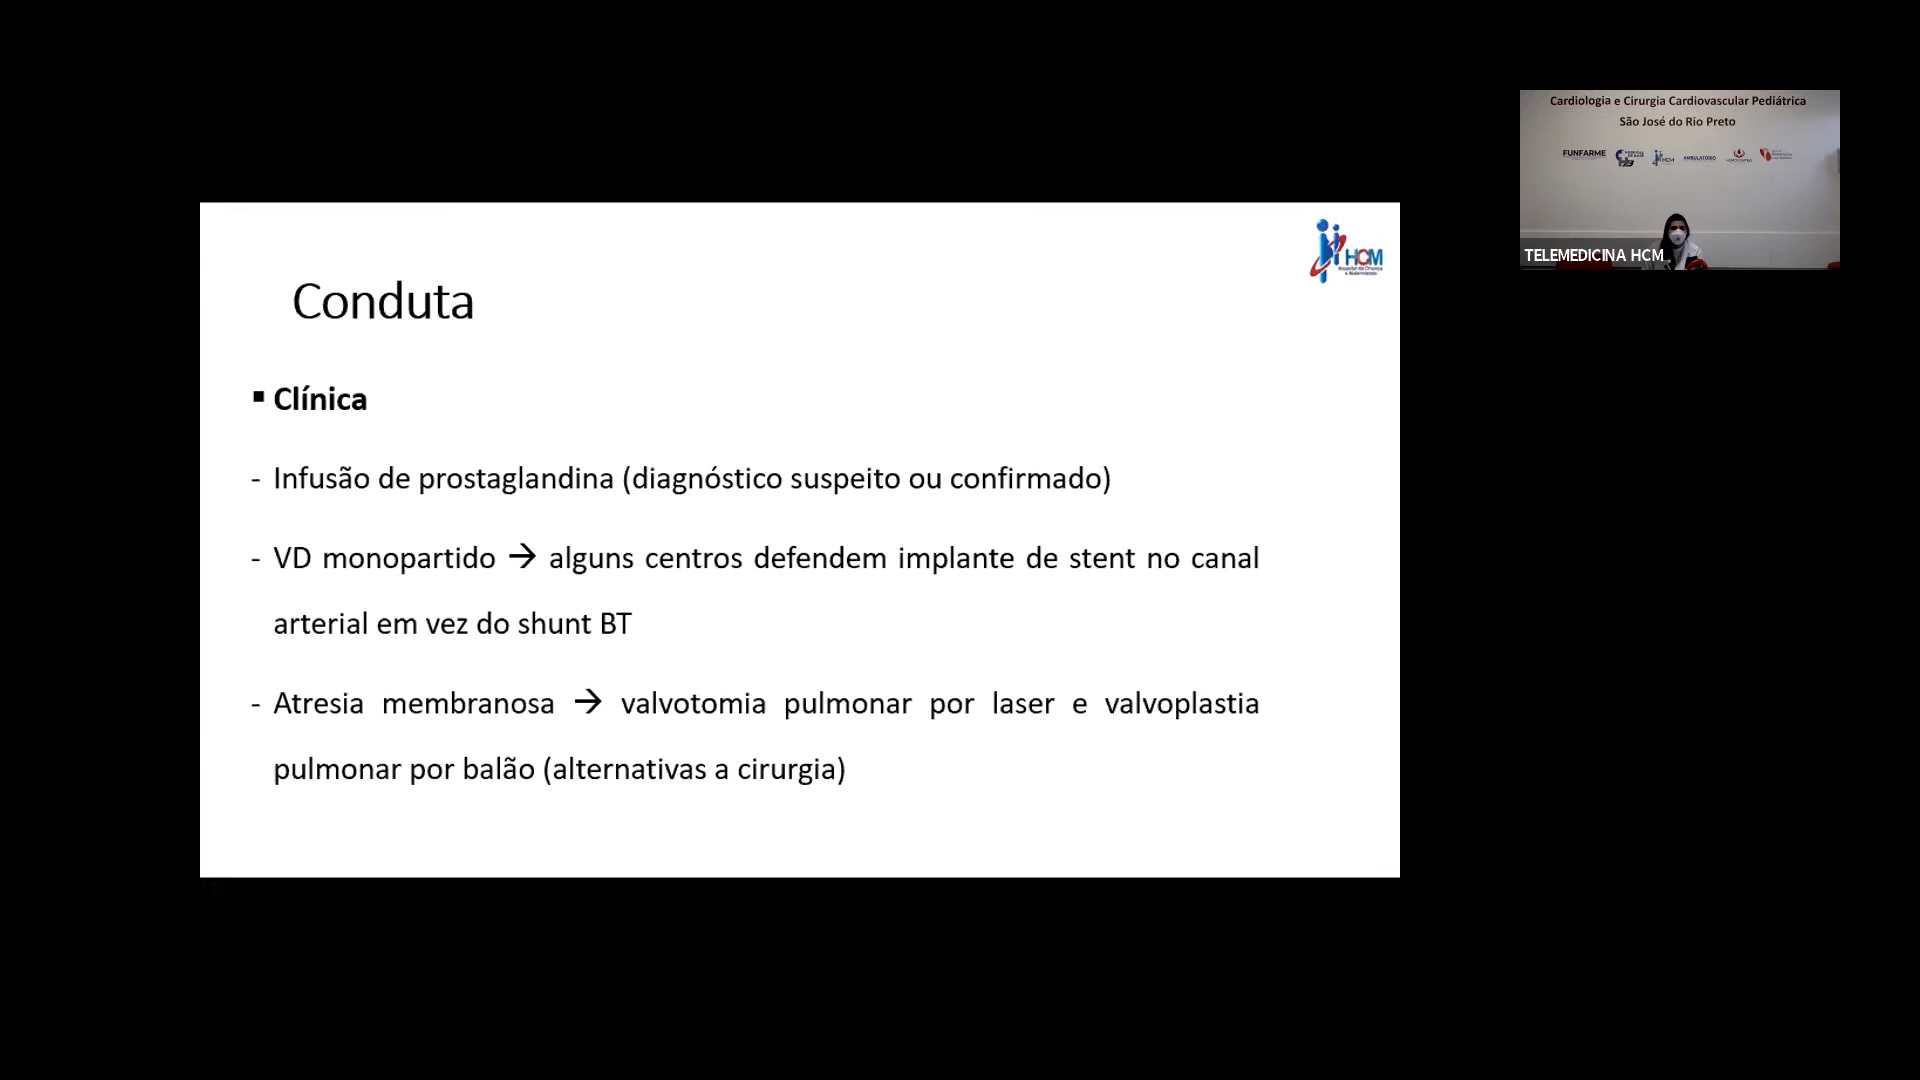 Cardiologia e Cirurgia Cardiovascular Pediátrica
São José do Rio Preto
FUNFARME
HCM
AMBULATÓRIO
TELEMEDICINA HCM
HCM
Conduta
▪ Clínica
- Infusão de prostaglandina (diagnóstico suspeito ou confirmado)
- VD monopartido → alguns centros defendem implante de stent no canal
arterial em vez do shunt BT
- Atresia membranosa → valvotomia pulmonar por laser e valvoplastia
pulmonar por balão (alternativas a cirurgia)